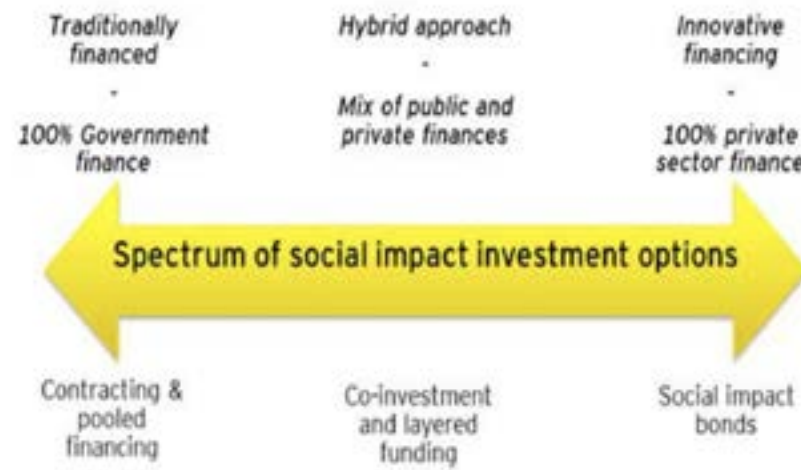 Traditionally
financed
-
100% Government
finance
Hybrid approach
-
Mix of public and
private finances
Innovative
financing
-
100% private
sector finance
Spectrum of social impact investment options
Contracting &
pooled
financing
Co-investment
and layered
funding
Social impact
bonds